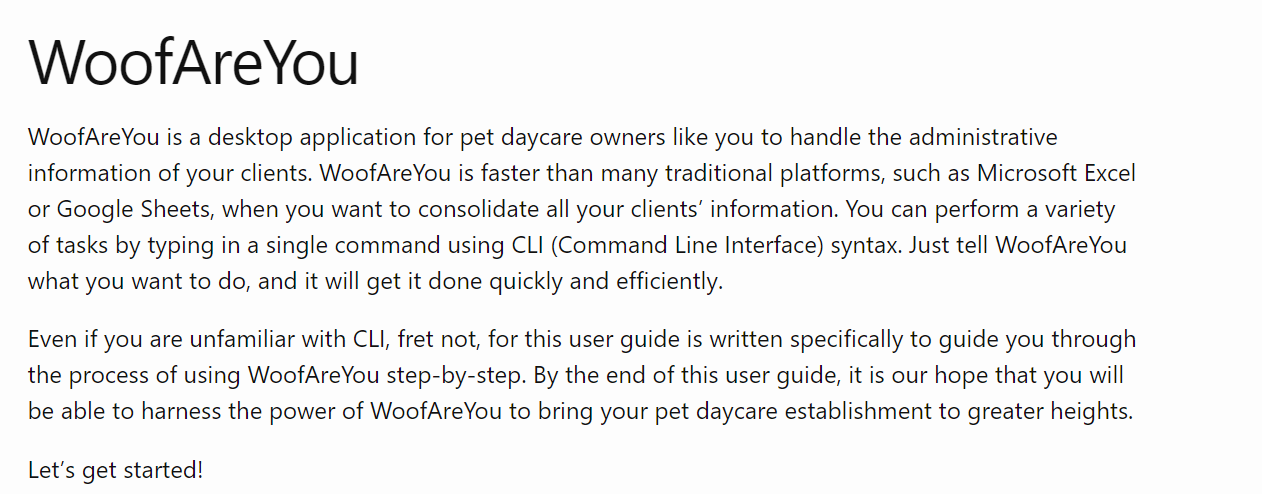 WoofAreYou
WoofAreYou is a desktop application for pet daycare owners like you to handle the administrative
information of your clients. WoofAreYou is faster than many traditional platforms, such as Microsoft Excel
or Google Sheets, when you want to consolidate all your clients’ information. You can perform a variety
of tasks by typing in a single command using CLI (Command Line Interface) syntax. Just tell WoofAreYou
what you want to do, and it will get it done quickly and efficiently.
Even if you are unfamiliar with CLI, fret not, for this user guide is written specifically to guide you through
the process of using WoofAreYou step-by-step. By the end of this user guide, it is our hope that you will
be able to harness the power of WoofAreYou to bring your pet daycare establishment to greater heights.
Let’s get started!